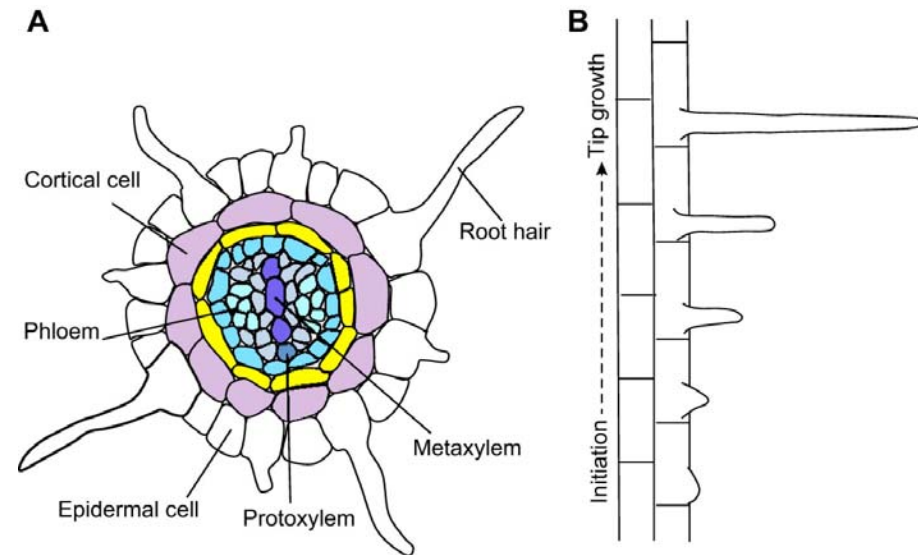 A
Cortical cell
Root hair
Phloem
Metaxylem
Epidermal cell
Protoxylem
B
Tip growth
Initiation